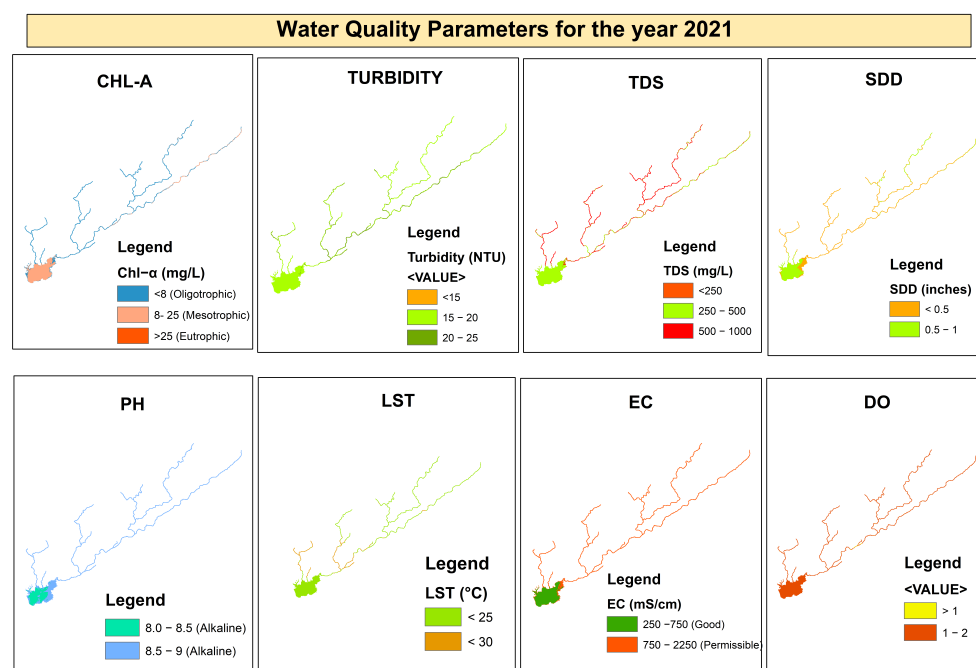 Water Quality Parameters for the year 2021
CHL-A
Legend
Chl−α (mg/L)
<8 (Oligotrophic)
8- 25 (Mesotrophic)
>25 (Eutrophic)
TURBIDITY
Legend
Turbidity (NTU)
<VALUE>
<15
15 − 20
20 − 25
TDS
Legend
TDS (mg/L)
<250
250 − 500
500 − 1000
SDD
Legend
SDD (inches)
< 0.5
0.5 − 1
PH
Legend
8.0 − 8.5 (Alkaline)
8.5 − 9 (Alkaline)
LST
Legend
LST (°C)
< 25
< 30
EC
Legend
EC (mS/cm)
250 −750 (Good)
750 − 2250 (Permissible)
DO
Legend
<VALUE>
> 1
1 − 2